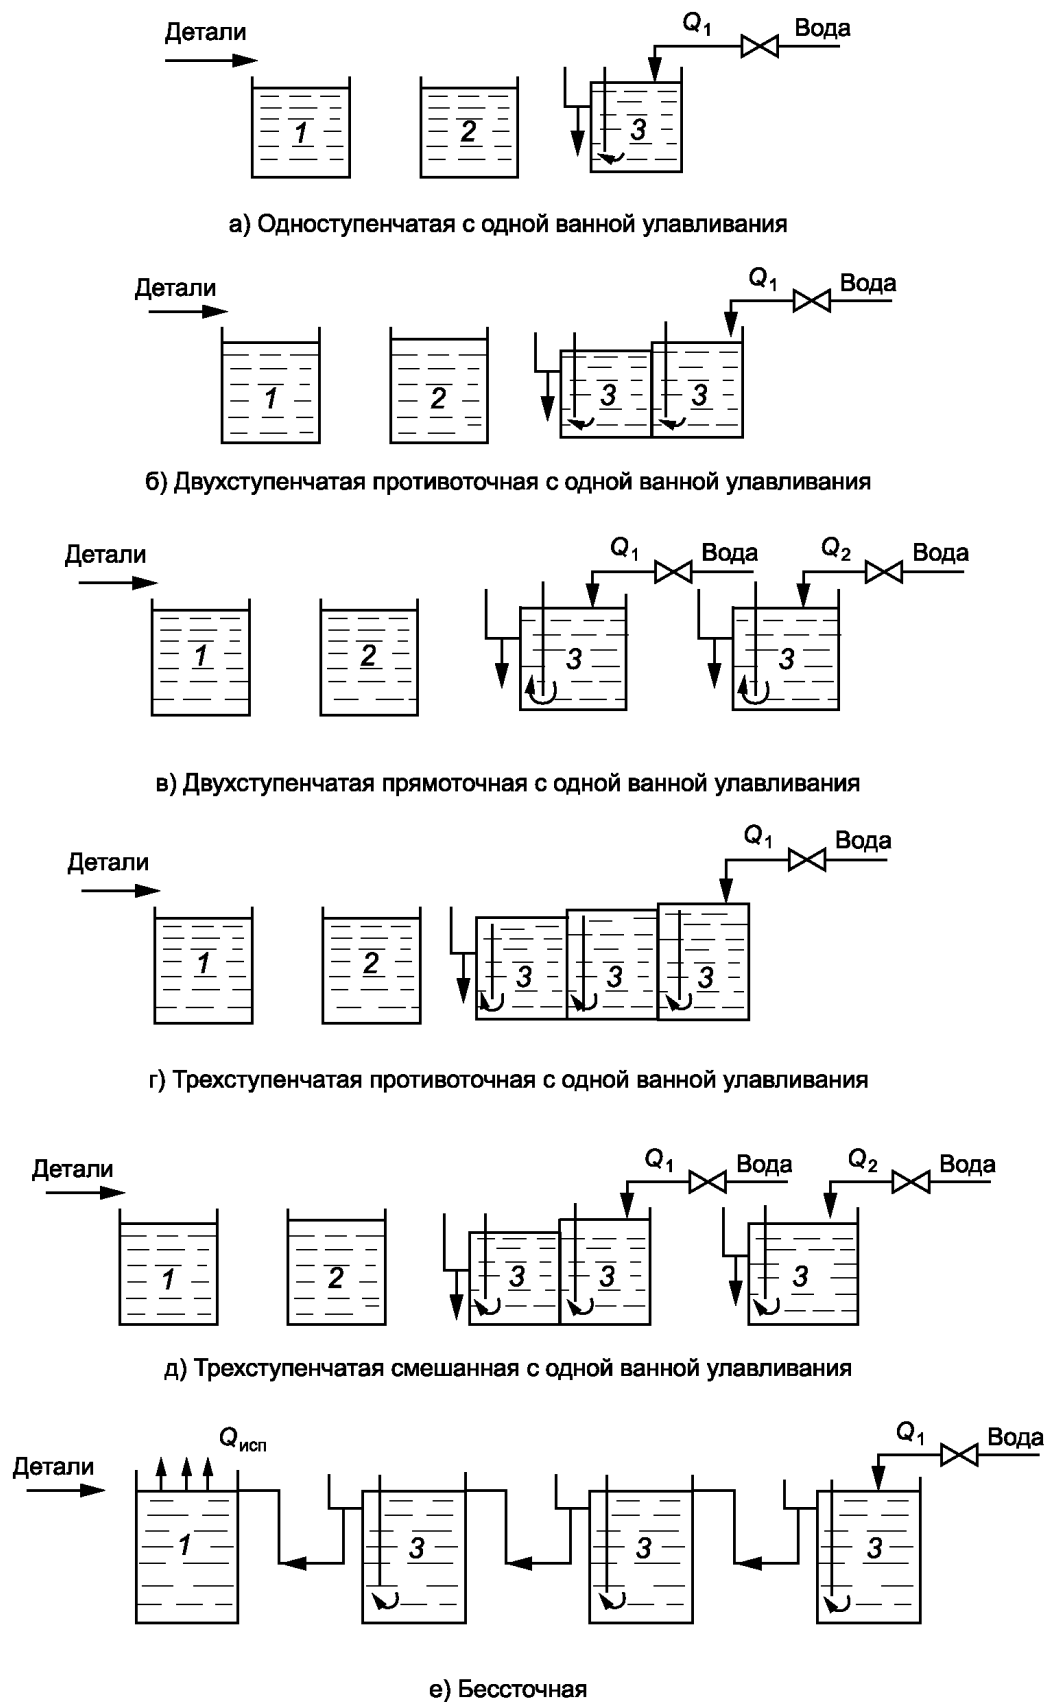 Детали Q1 Вода
1 2 3
а) Одноступенчатая с одной ванной улавливания
Детали Q1 Вода
1 2 3 3
б) Двухступенчатая противоточная с одной ванной улавливания
Детали Q1 Вода Q2 Вода
1 2 3 3
в) Двухступенчатая прямоточная с одной ванной улавливания
Детали Q1 Вода
1 2 3 3 3
г) Трехступенчатая противоточная с одной ванной улавливания
Детали Q1 Вода Q2 Вода
1 2 3 3 3
д) Трехступенчатая смешанная с одной ванной улавливания
Детали Qисп Q1 Вода
1 3 3 3
е) Бессточная